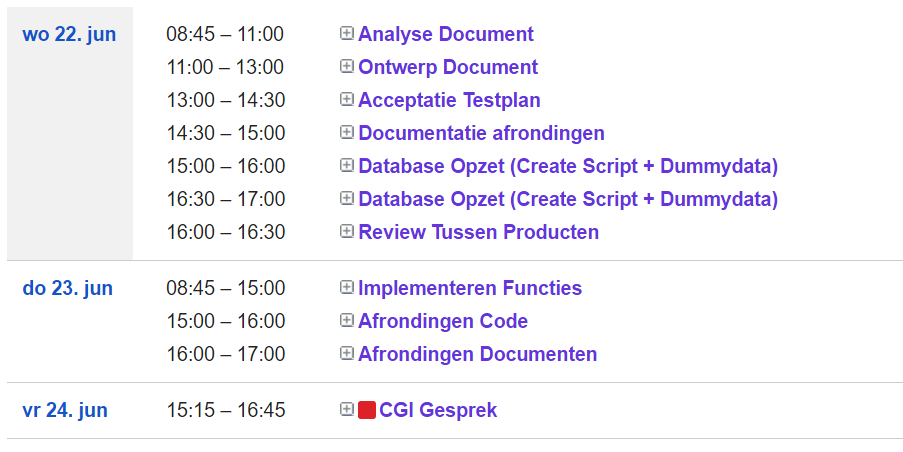 wo 22. jun 08:45 – 11:00 Analyse Document
11:00 – 13:00 Ontwerp Document
13:00 – 14:30 Acceptatie Testplan
14:30 – 15:00 Documentatie afrondingen
15:00 – 16:00 Database Opzet (Create Script + Dummydata)
16:30 – 17:00 Database Opzet (Create Script + Dummydata)
16:00 – 16:30 Review Tussen Producten
do 23. jun 08:45 – 15:00 Implementeren Functies
15:00 – 16:00 Afrondingen Code
16:00 – 17:00 Afrondingen Documenten
vr 24. jun 15:15 – 16:45 CGI Gesprek